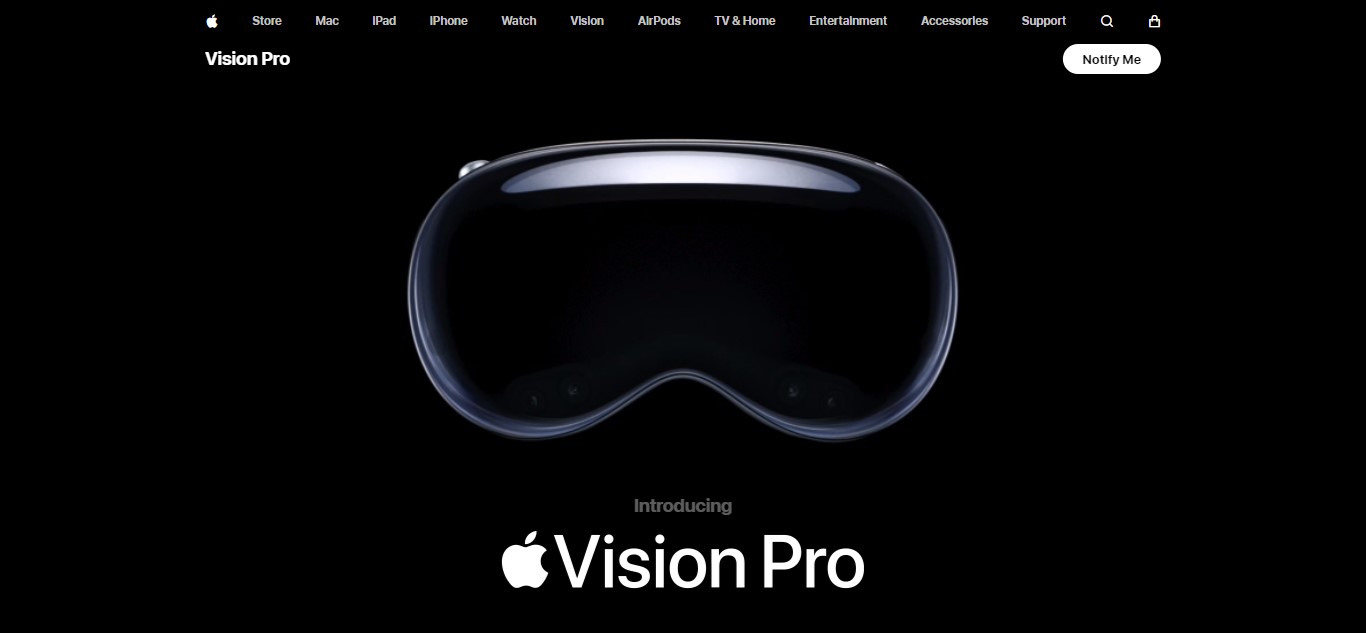 Store Mac iPad iPhone Watch Vision AirPods TV & Home Entertainment Accessories Support
Vision Pro Notify Me
Introducing
Vision Pro